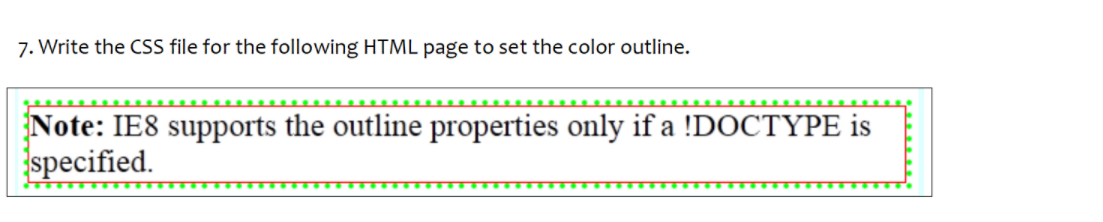 7. Write the CSS file for the following HTML page to set the color outline.
Note: IE8 supports the outline properties only if a !DOCTYPE is
specified.